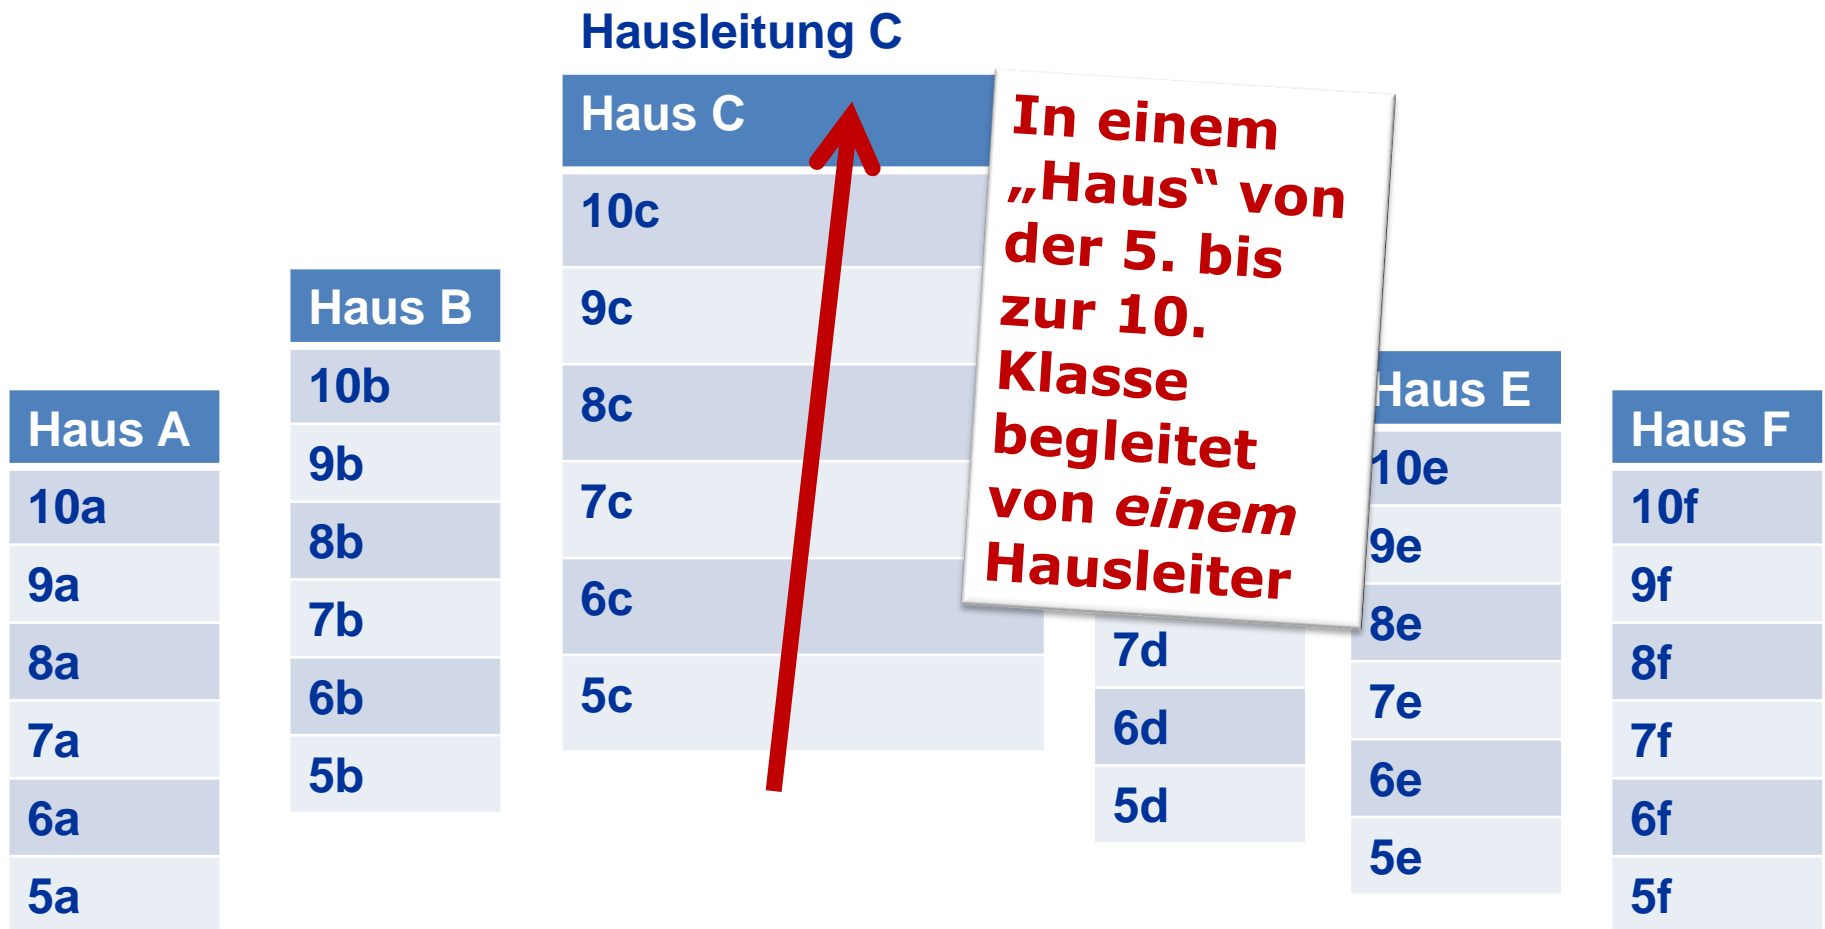 Hausleitung C
Haus C
10c
9c
8c
7c
6c
5c
In einem
„Haus“ von
der 5. bis
zur 10.
Klasse
begleitet
von einem
Hausleiter
Haus A
10a
9a
8a
7a
6a
5a
Haus B
10b
9b
8b
7b
6b
5b
7d
6d
5d
Haus E
10e
9e
8e
7e
6e
5e
Haus F
10f
9f
8f
7f
6f
5f